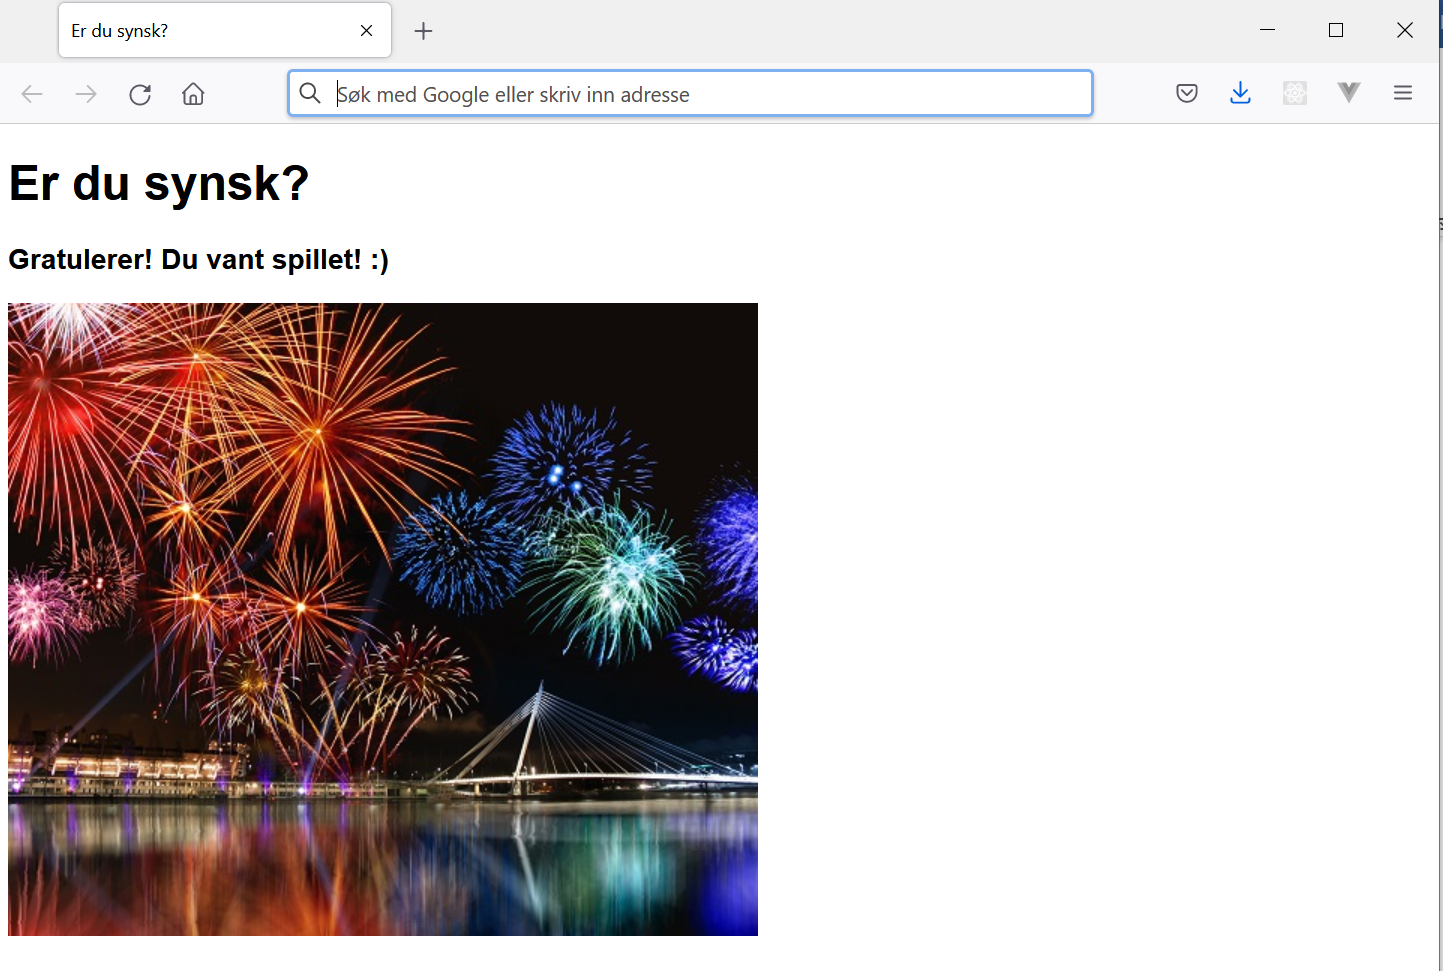 Er du synsk?
Søk med Google eller skriv inn adresse
Er du synsk?
Gratulerer! Du vant spillet! :)